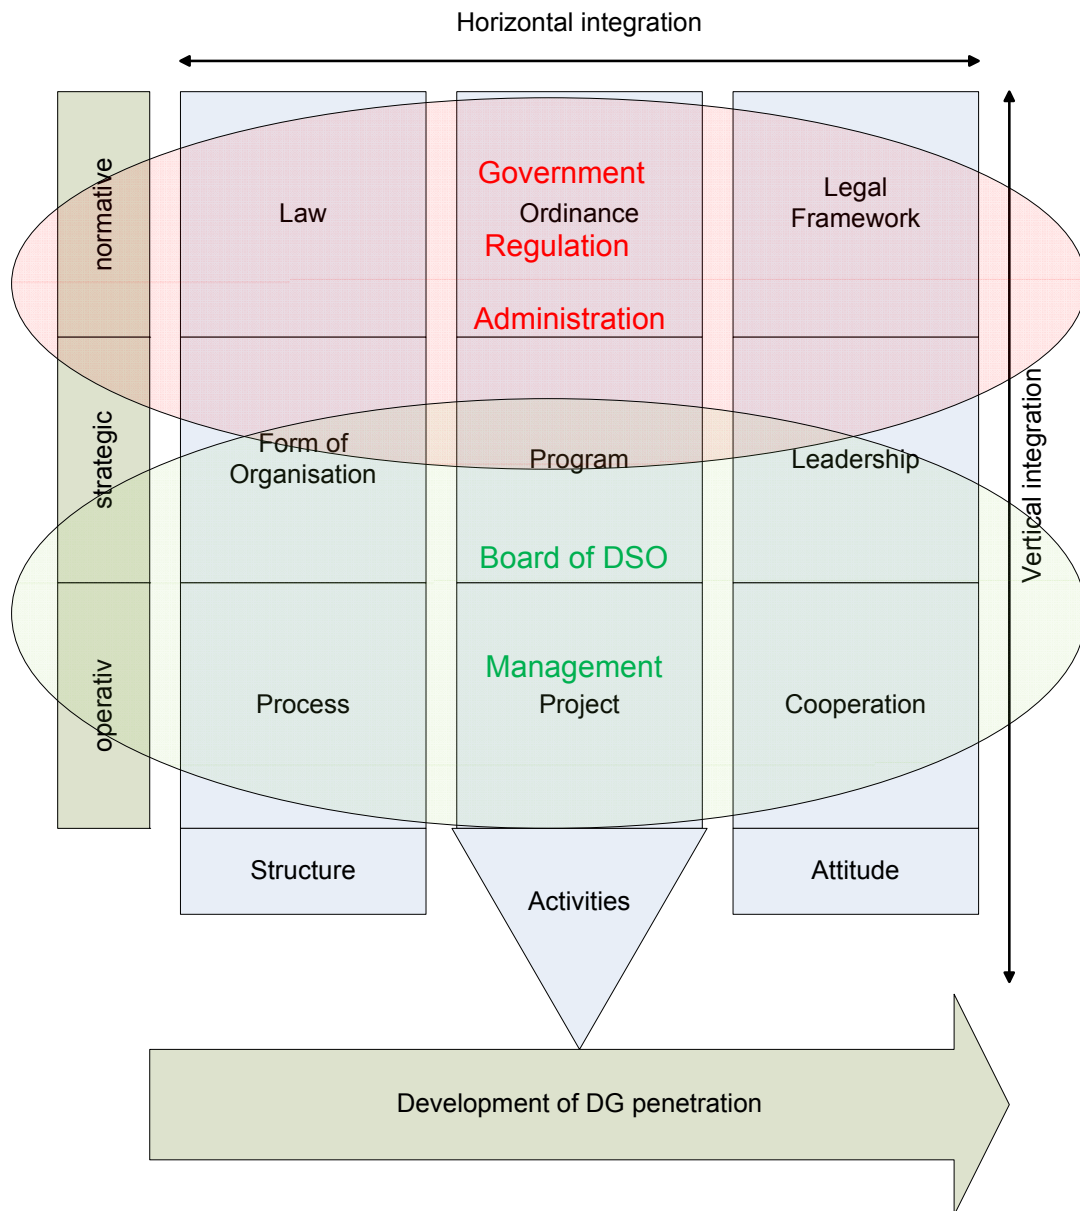 Horizontal integration
normative
Law
Government
Ordinance
Regulation
Administration
Legal
Framework
strategic
Form of
Organisation
Program
Leadership
Board of DSO
Vertical integration
operativ
Process
Management
Project
Cooperation
Structure
Activities
Attitude
Development of DG penetration